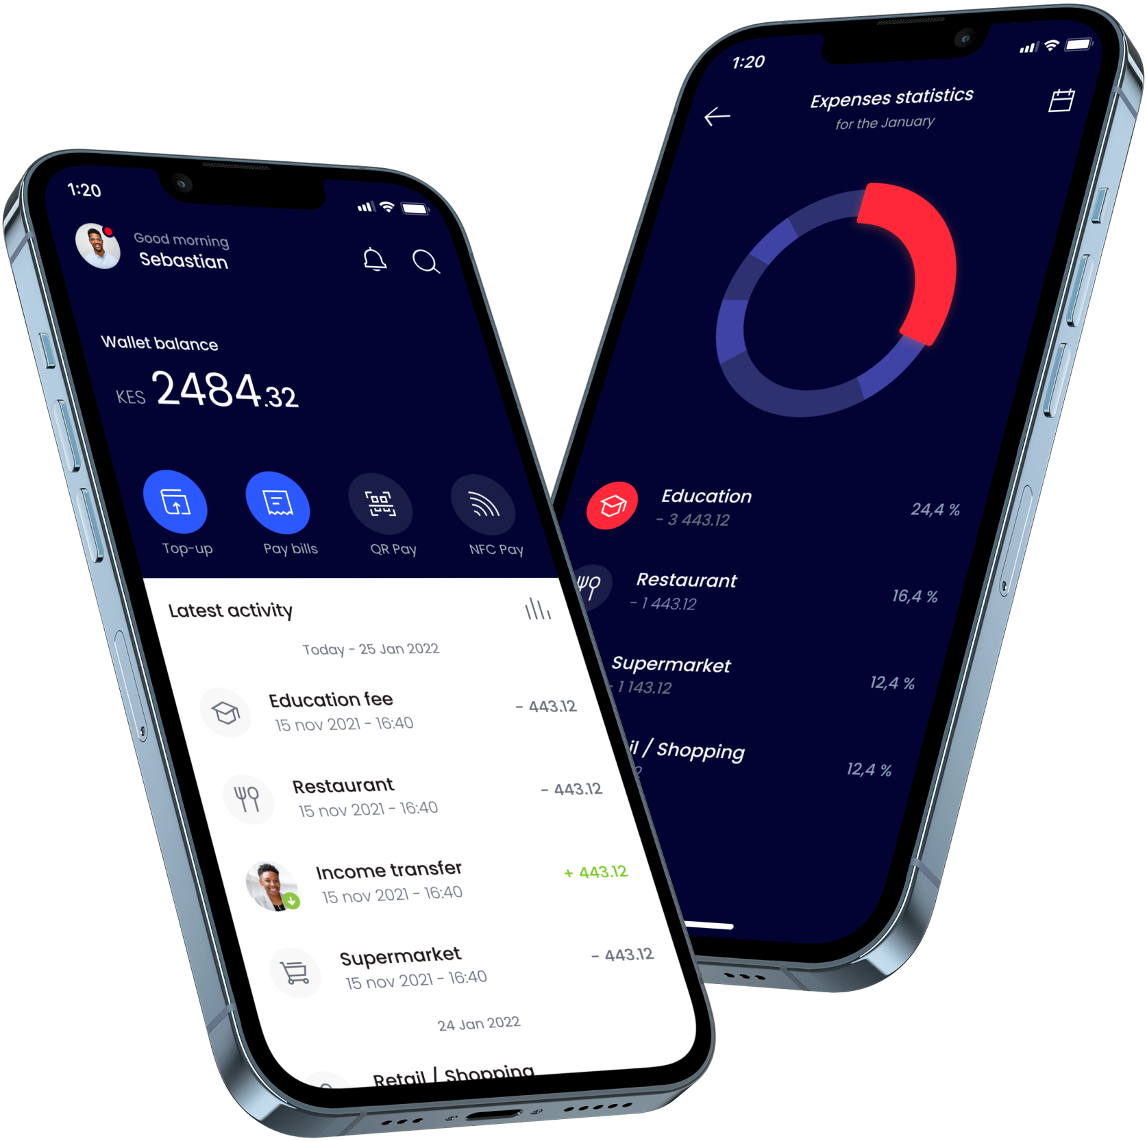 1:20
Good morning
Sebastian
Wallet balance
KES 2484.32
Top-up
Pay bills
QR Pay
NFC Pay
Latest activity
Today - 25 Jan 2022
Education fee
- 443.12
15 nov 2021 - 16:40
Restaurant
- 443.12
15 nov 2021 - 16:40
Income transfer
+ 443.12
15 nov 2021 - 16:40
Supermarket
- 443.12
15 nov 2021 - 16:40
24 Jan 2022
Retail / Shopping
1:20
Expenses statistics
for the January
Education
- 3 443.12
24,4 %
Restaurant
- 1 443.12
16,4 %
Supermarket
- 1 143.12
12,4 %
il / Shopping
2
12,4 %